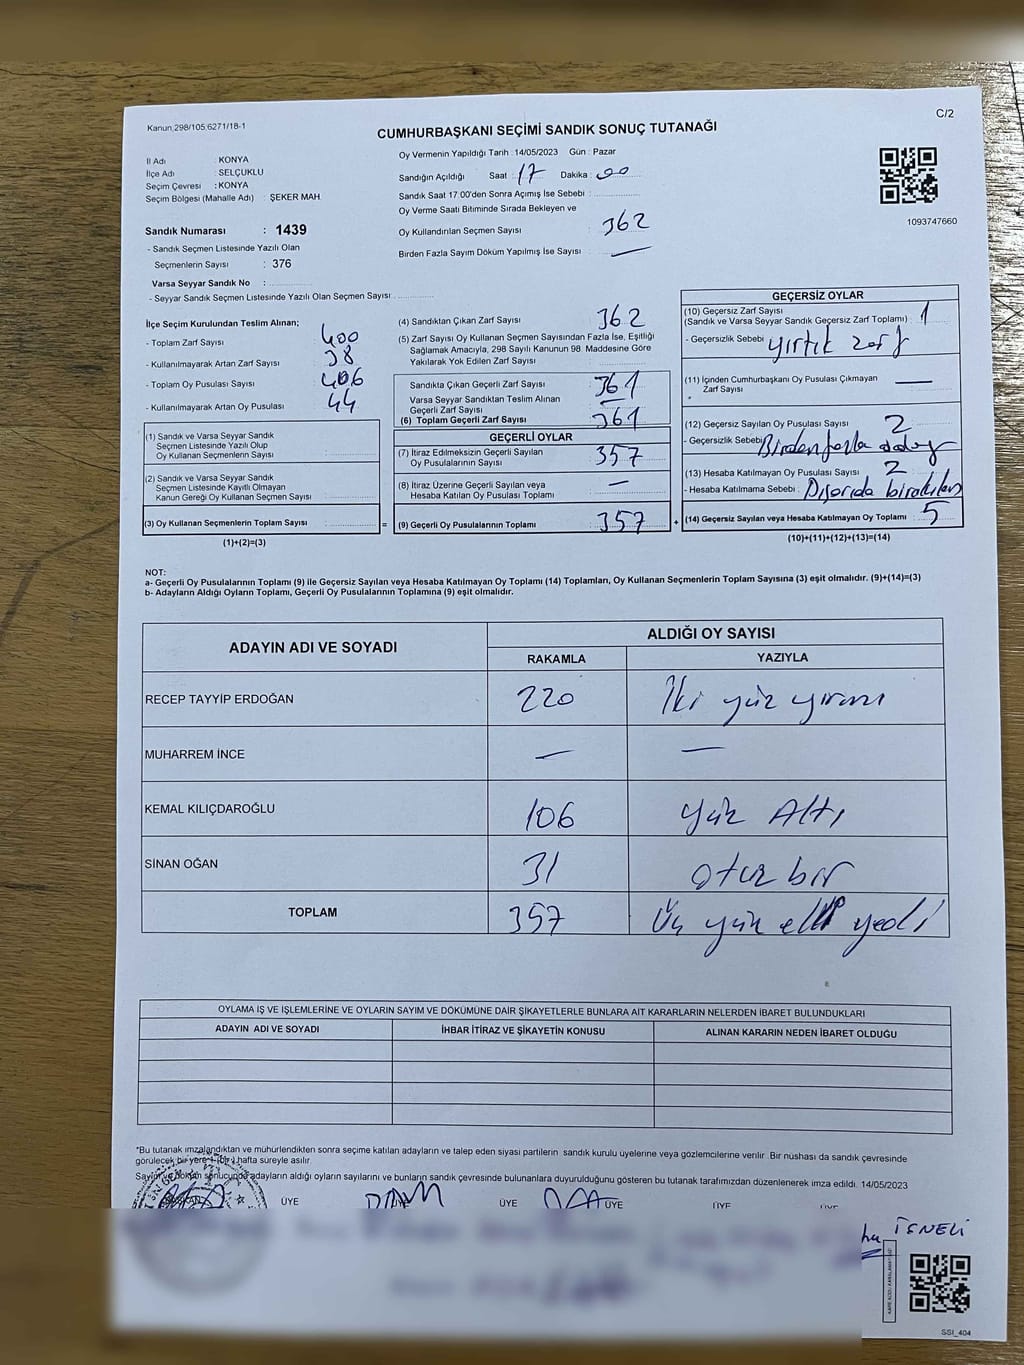 Kanun,298/105,6271/18-1
C/2
CUMHURBAŞKANI SEÇİMİ SANDIK SONUÇ TUTANAĞI
İl Adı : KONYA
İlçe Adı : SELÇUKLU
Seçim Çevresi : KONYA
Seçim Bölgesi (Mahalle Adı) : ŞEKER MAH
Sandık Numarası : 1439
- Sandık Seçmen Listesinde Yazılı Olan
Seçmenlerin Sayısı : 376
Varsa Seyyar Sandık No :
- Seyyar Sandık Seçmen Listesinde Yazılı Olan Seçmen Sayısı
Oy Vermenin Yapıldığı Tarih : 14/05/2023 Gün : Pazar
Sandığın Açıldığı Saat : 17 Dakika : 00
Sandık Saat 17:00'den Sonra Açımış İse Sebebi :
Oy Verme Saati Bitiminde Sırada Bekleyen ve
Oy Kullandırılan Seçmen Sayısı : 362
Birden Fazla Sayım Döküm Yapılmış İse Sayısı : —
1093747660
İlçe Seçim Kurulundan Teslim Alınan;
- Toplam Zarf Sayısı : 400
- Kullanılmayarak Artan Zarf Sayısı : 38
- Toplam Oy Pusulası Sayısı : 406
- Kullanılmayarak Artan Oy Pusulası : 44
(1) Sandık ve Varsa Seyyar Sandık
Seçmen Listesinde Yazılı Olup
Oy Kullanan Seçmenlerin Sayısı :
(2) Sandık ve Varsa Seyyar Sandık
Seçmen Listesinde Kayıtlı Olmayan
Kanun Gereği Oy Kullanan Seçmen Sayısı :
(3) Oy Kullanan Seçmenlerin Toplam Sayısı : =
(1)+(2)=(3)
(4) Sandıktan Çıkan Zarf Sayısı : 362
(5) Zarf Sayısı Oy Kullanan Seçmen Sayısından Fazla İse, Eşitliği
Sağlamak Amacıyla, 298 Sayılı Kanunun 98. Maddesine Göre
Yakılarak Yok Edilen Zarf Sayısı :
Sandıkta Çıkan Geçerli Zarf Sayısı : 361
Varsa Seyyar Sandıktan Teslim Alınan
Geçerli Zarf Sayısı : —
(6) Toplam Geçerli Zarf Sayısı : 361
GEÇERLİ OYLAR
(7) İtiraz Edilmeksizin Geçerli Sayılan
Oy Pusulalarının Sayısı : 357
(8) İtiraz Üzerine Geçerli Sayılan veya
Hesaba Katılan Oy Pusulası Toplamı : —
(9) Geçerli Oy Pusulalarının Toplamı : 357 +
GEÇERSİZ OYLAR
(10) Geçersiz Zarf Sayısı
(Sandık ve Varsa Seyyar Sandık Geçersiz Zarf Toplamı) : 1
- Geçersizlik Sebebi : yırtık zarf
(11) İçinden Cumhurbaşkanı Oy Pusulası Çıkmayan
Zarf Sayısı : —
(12) Geçersiz Sayılan Oy Pusulası Sayısı : 2
- Geçersizlik Sebebi : Birden fazla aday
(13) Hesaba Katılmayan Oy Pusulası Sayısı : 2
- Hesaba Katılmama Sebebi : Dışarıda bırakılan
(14) Geçersiz Sayılan veya Hesaba Katılmayan Oy Toplamı : 5
(10)+(11)+(12)+(13)=(14)
NOT:
a- Geçerli Oy Pusulalarının Toplamı (9) ile Geçersiz Sayılan veya Hesaba Katılmayan Oy Toplamı (14) Toplamları, Oy Kullanan Seçmenlerin Toplam Sayısına (3) eşit olmalıdır. (9)+(14)=(3)
b- Adayların Aldığı Oyların Toplamı, Geçerli Oy Pusulalarının Toplamına (9) eşit olmalıdır.
ADAYIN ADI VE SOYADI ALDIĞI OY SAYISI
RAKAMLA YAZIYLA
RECEP TAYYİP ERDOĞAN 220 İki yüz yirmi
MUHARREM İNCE — —
KEMAL KILIÇDAROĞLU 106 yüz Altı
SİNAN OĞAN 31 otuz bir
TOPLAM 357 Üç yüz elli yedi
OYLAMA İŞ VE İŞLEMLERİNE VE OYLARIN SAYIM VE DÖKÜMÜNE DAİR ŞİKAYETLERLE BUNLARA AİT KARARLARIN NELERDEN İBARET BULUNDUKLARI
ADAYIN ADI VE SOYADI İHBAR İTİRAZ VE ŞİKAYETİN KONUSU ALINAN KARARIN NEDEN İBARET OLDUĞU
*Bu tutanak imzalandıktan ve mühürlendikten sonra seçime katılan adayların ve talep eden siyasi partilerin sandık kurulu üyelerine veya gözlemcilerine verilir. Bir nüshası da sandık çevresinde
görülecek bir yere 1 (bir) hafta süreyle asılır.
Sayım ve döküm sonucunda adayların aldığı oyların sayılarını ve bunların sandık çevresinde bulunanlara duyurulduğunu gösteren bu tutanak tarafımızdan düzenlenerek imza edildi. 14/05/2023
BAŞKAN ÜYE ÜYE ÜYE ÜYE ÜYE
İĞNELİ
SSI_404